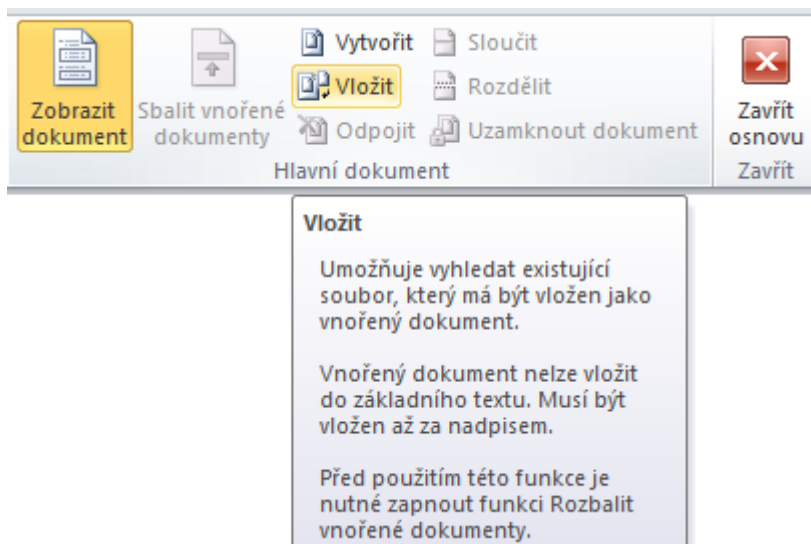 Zobrazit dokument
Sbalit vnořené dokumenty
Vytvořit
Vložit
Odpojit
Sloučit
Rozdělit
Uzamknout dokument
Hlavní dokument
Zavřít osnovu
Zavřít
Vložit
Umožňuje vyhledat existující
soubor, který má být vložen jako
vnořený dokument.
Vnořený dokument nelze vložit
do základního textu. Musí být
vložen až za nadpisem.
Před použitím této funkce je
nutné zapnout funkci Rozbalit
vnořené dokumenty.